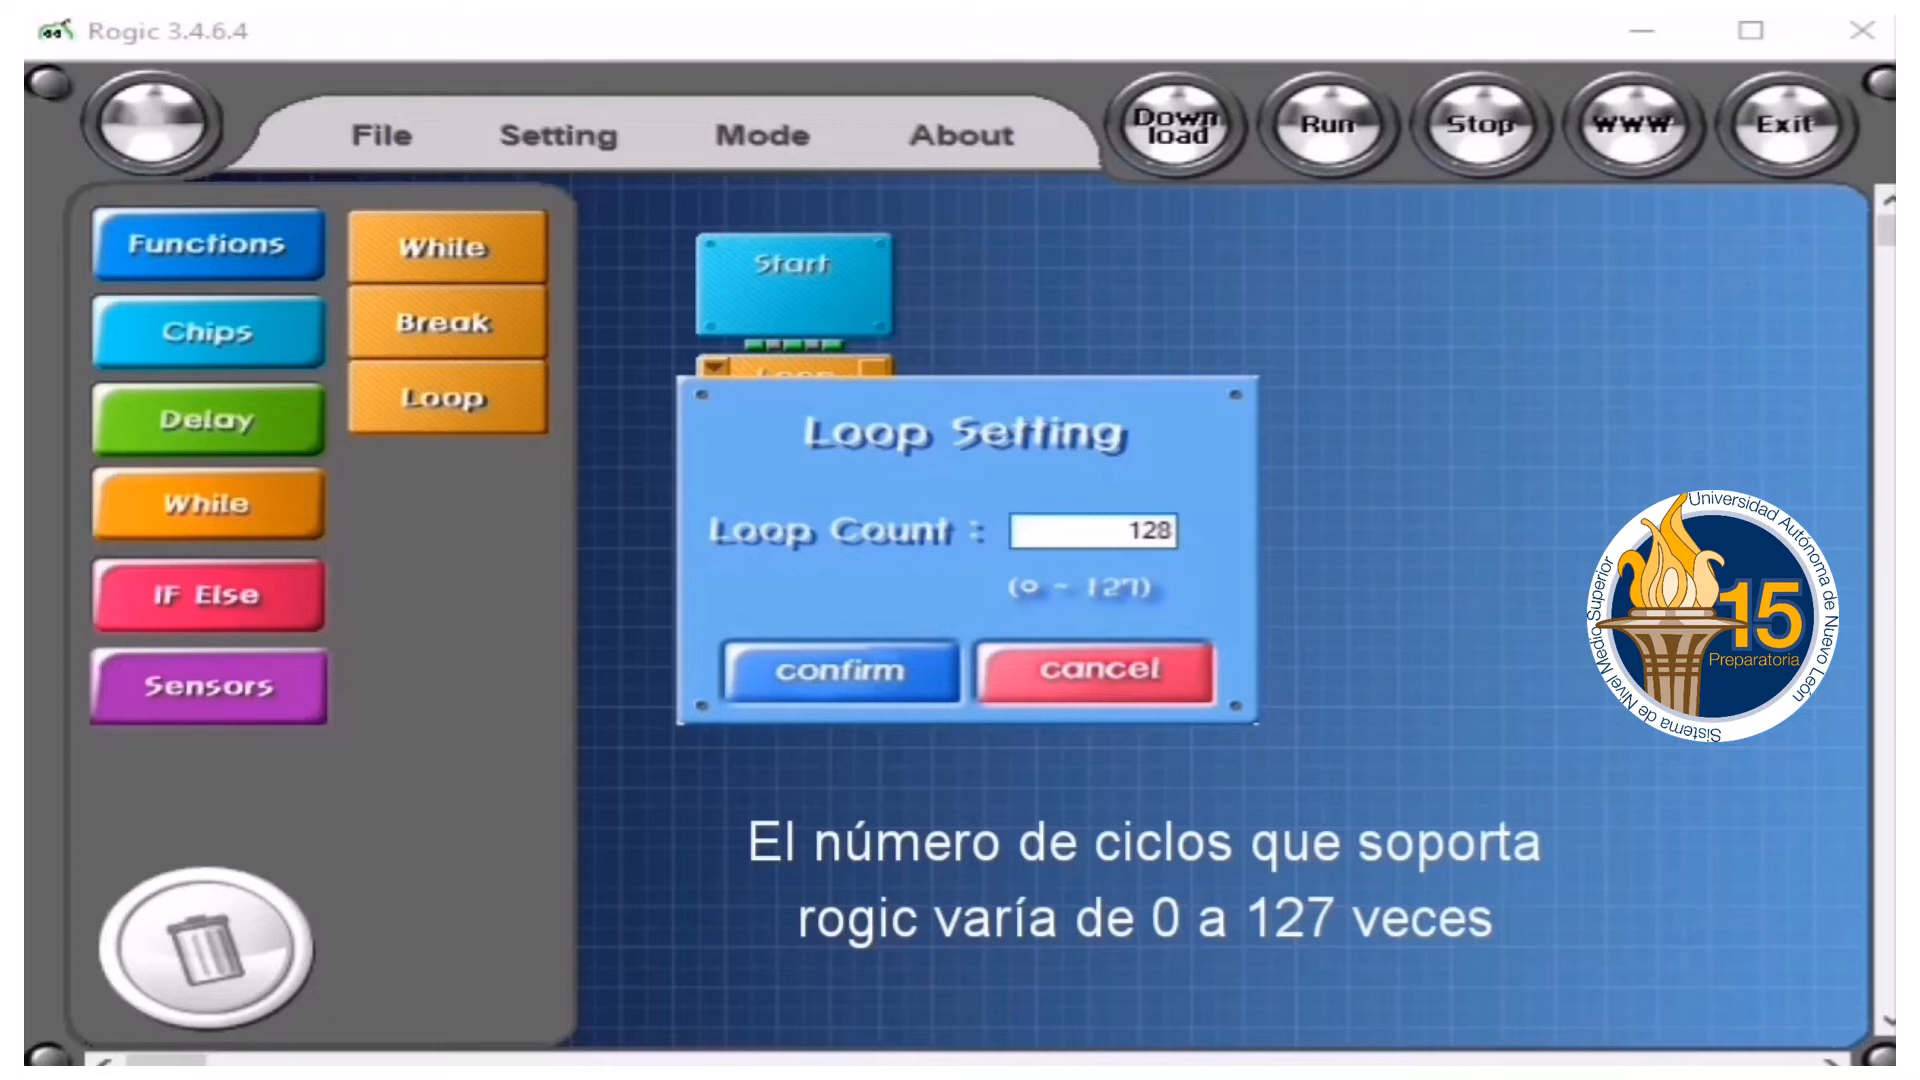 Rogic 3.4.6.4
File Setting Mode About
Down
load
Run
Stop
WWW
Exit
Functions
Chips
Delay
While
IF Else
Sensors
While
Break
Loop
Start
Loop
Loop Setting
Loop Count : 128
(0 ~ 127)
confirm cancel
Universidad Autónoma de Nuevo León
Sistema de Nivel Medio Superior
15
Preparatoria
El número de ciclos que soporta
rogic varía de 0 a 127 veces